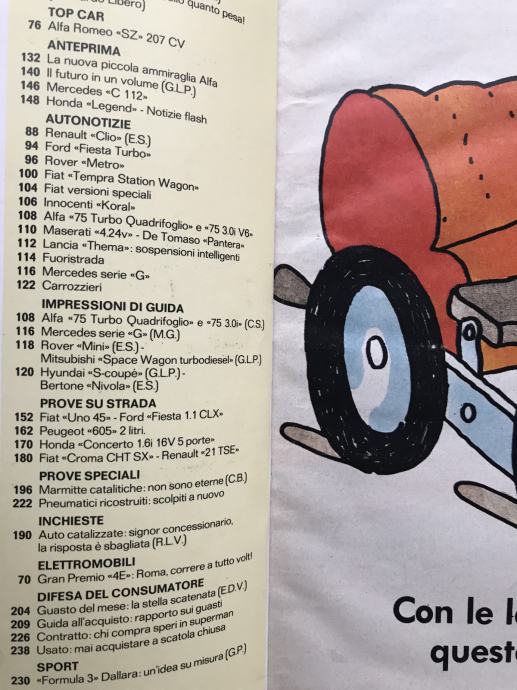 Libero)
quanto pesa!
TOP CAR
76 Alfa Romeo «SZ» 207 CV
ANTEPRIMA
132 La nuova piccola ammiraglia Alfa
140 Il futuro in un volume (G.L.P.)
146 Mercedes «C 112»
148 Honda «Legend» - Notizie flash
AUTONOTIZIE
88 Renault «Clio» (E.S.)
94 Ford «Fiesta Turbo»
96 Rover «Metro»
100 Fiat «Tempra Station Wagon»
104 Fiat versioni speciali
106 Innocenti «Koral»
108 Alfa «75 Turbo Quadrifoglio» e «75 3.0i V6»
110 Maserati «4.24v» - De Tomaso «Pantera»
112 Lancia «Thema»: sospensioni intelligenti
114 Fuoristrada
116 Mercedes serie «G»
122 Carrozzieri
IMPRESSIONI DI GUIDA
108 Alfa «75 Turbo Quadrifoglio» e «75 3.0i» (C.S.)
116 Mercedes serie «G» (M.G.)
118 Rover «Mini» (E.S.) -
Mitsubishi «Space Wagon turbodiesel» (G.L.P.)
120 Hyundai «S-coupé» (G.L.P.) -
Bertone «Nivola» (E.S.)
PROVE SU STRADA
152 Fiat «Uno 45» - Ford «Fiesta 1.1 CLX»
162 Peugeot «605» 2 litri.
170 Honda «Concerto 1.6i 16V 5 porte»
180 Fiat «Croma CHT SX» - Renault «21 TSE»
PROVE SPECIALI
196 Marmitte catalitiche: non sono eterne (C.B.)
222 Pneumatici ricostruiti: scolpiti a nuovo
INCHIESTE
190 Auto catalizzate: signor concessionario,
la risposta è sbagliata (R.L.V.)
ELETTROMOBILI
70 Gran Premio «4E»: Roma, correre a tutto volt!
DIFESA DEL CONSUMATORE
204 Guasto del mese: la stella scatenata (E.D.V.)
209 Guida all'acquisto: rapporto sui guasti
226 Contratto: chi compra speri in superman
238 Usato: mai acquistare a scatola chiusa
SPORT
230 «Formula 3» Dallara: un'idea su misura (G.P.)
Con le
questo